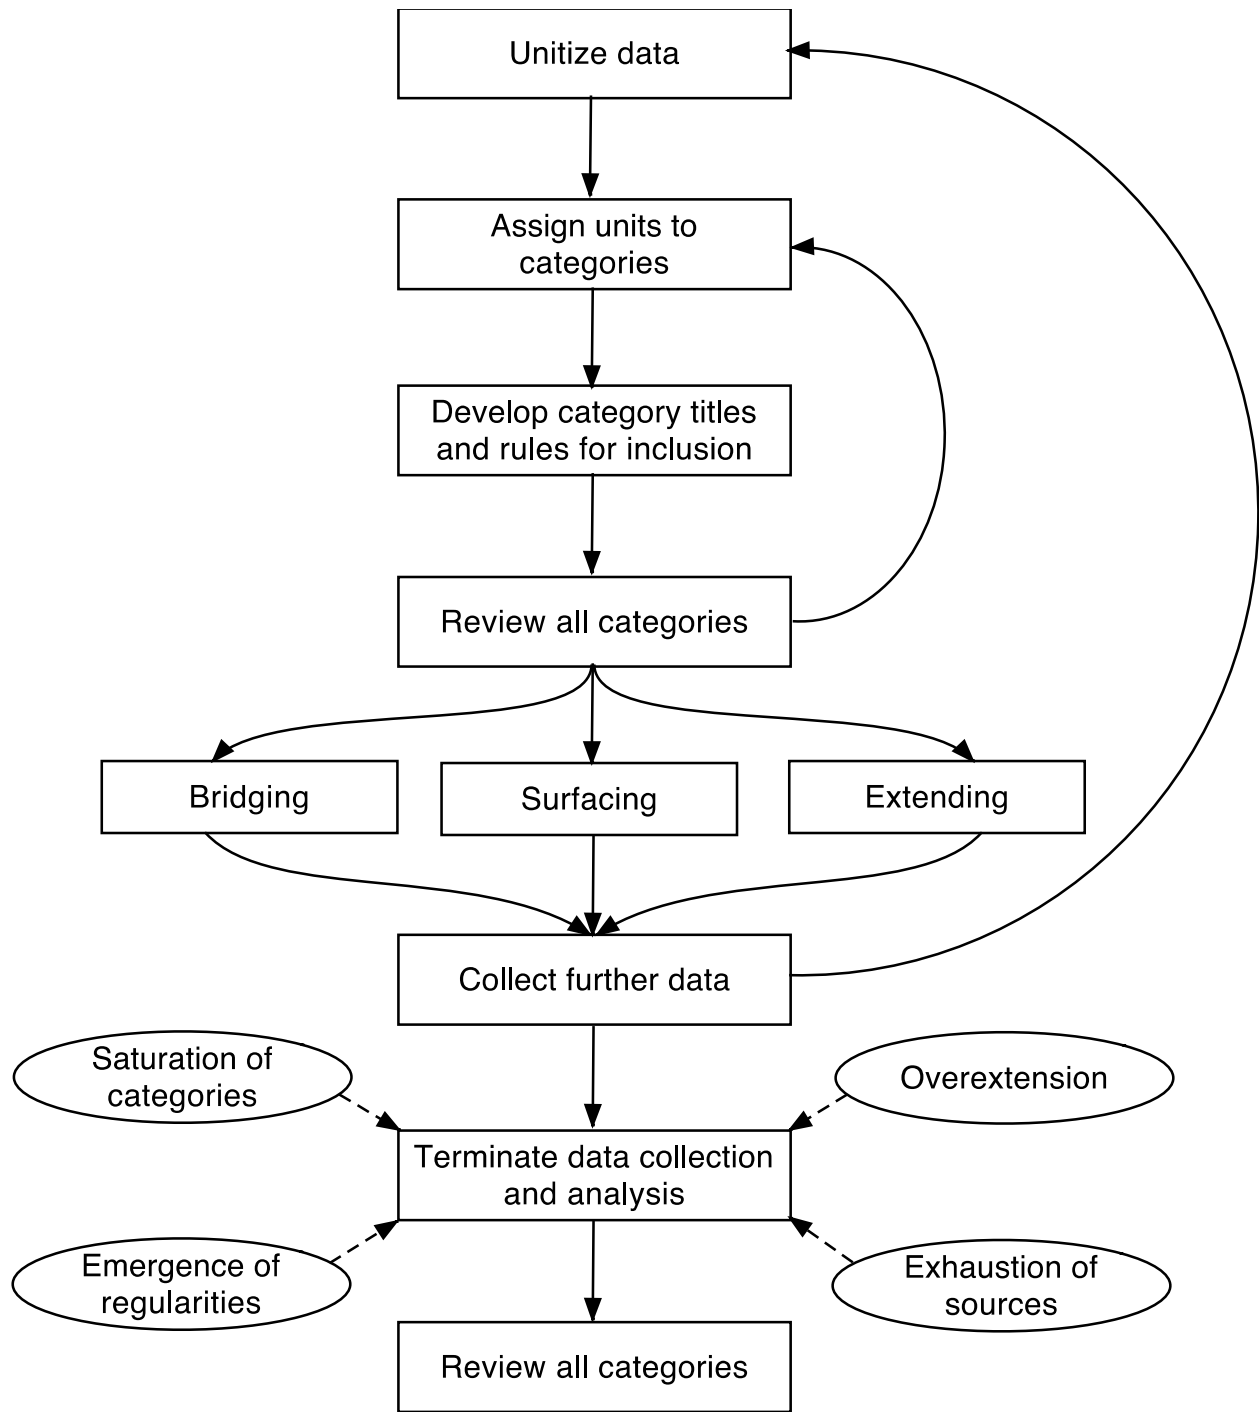 Unitize data
Assign units to
categories
Develop category titles
and rules for inclusion
Review all categories
Bridging
Surfacing
Extending
Collect further data
Saturation of
categories
Overextension
Terminate data collection
and analysis
Emergence of
regularities
Exhaustion of
sources
Review all categories